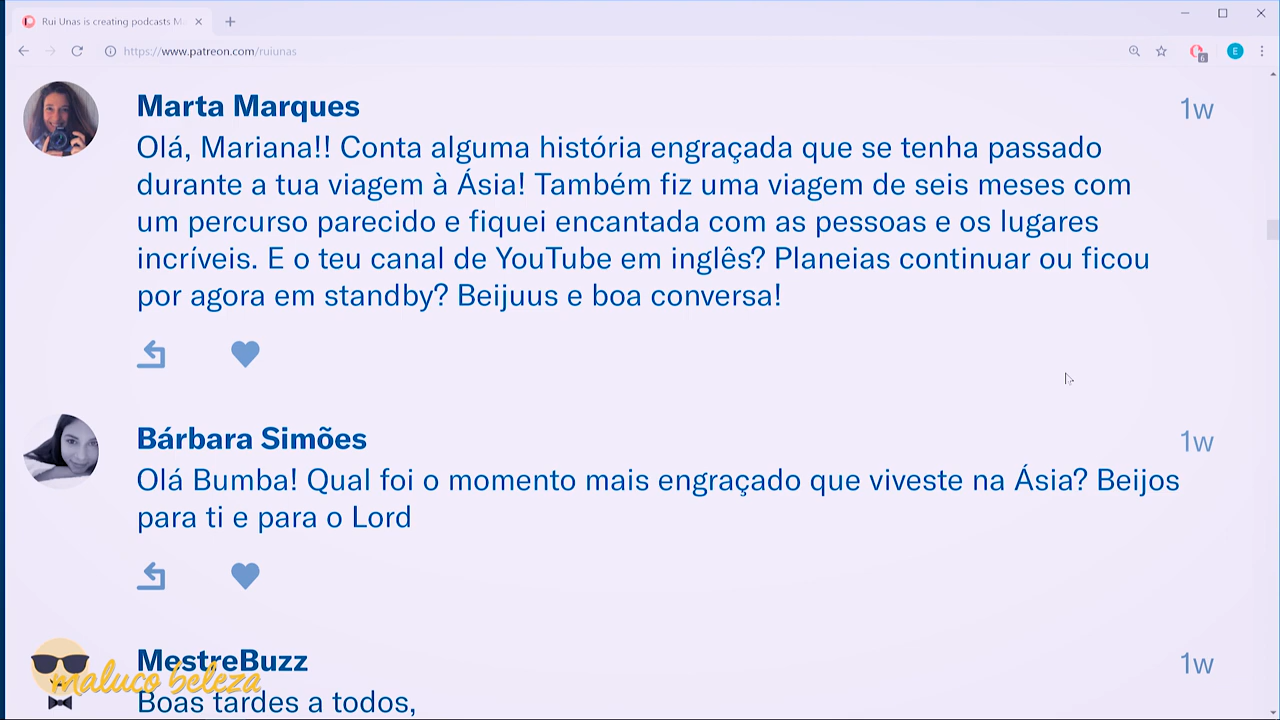 Rui Unas is creating podcasts Ma
https://www.patreon.com/ruiunas
6
E
Marta Marques
1w
Olá, Mariana!! Conta alguma história engraçada que se tenha passado
durante a tua viagem à Ásia! Também fiz uma viagem de seis meses com
um percurso parecido e fiquei encantada com as pessoas e os lugares
incríveis. E o teu canal de YouTube em inglês? Planeias continuar ou ficou
por agora em standby? Beijuus e boa conversa!
Bárbara Simões
1w
Olá Bumba! Qual foi o momento mais engraçado que viveste na Ásia? Beijos
para ti e para o Lord
MestreBuzz
1w
maluco beleza
Boas tardes a todos,